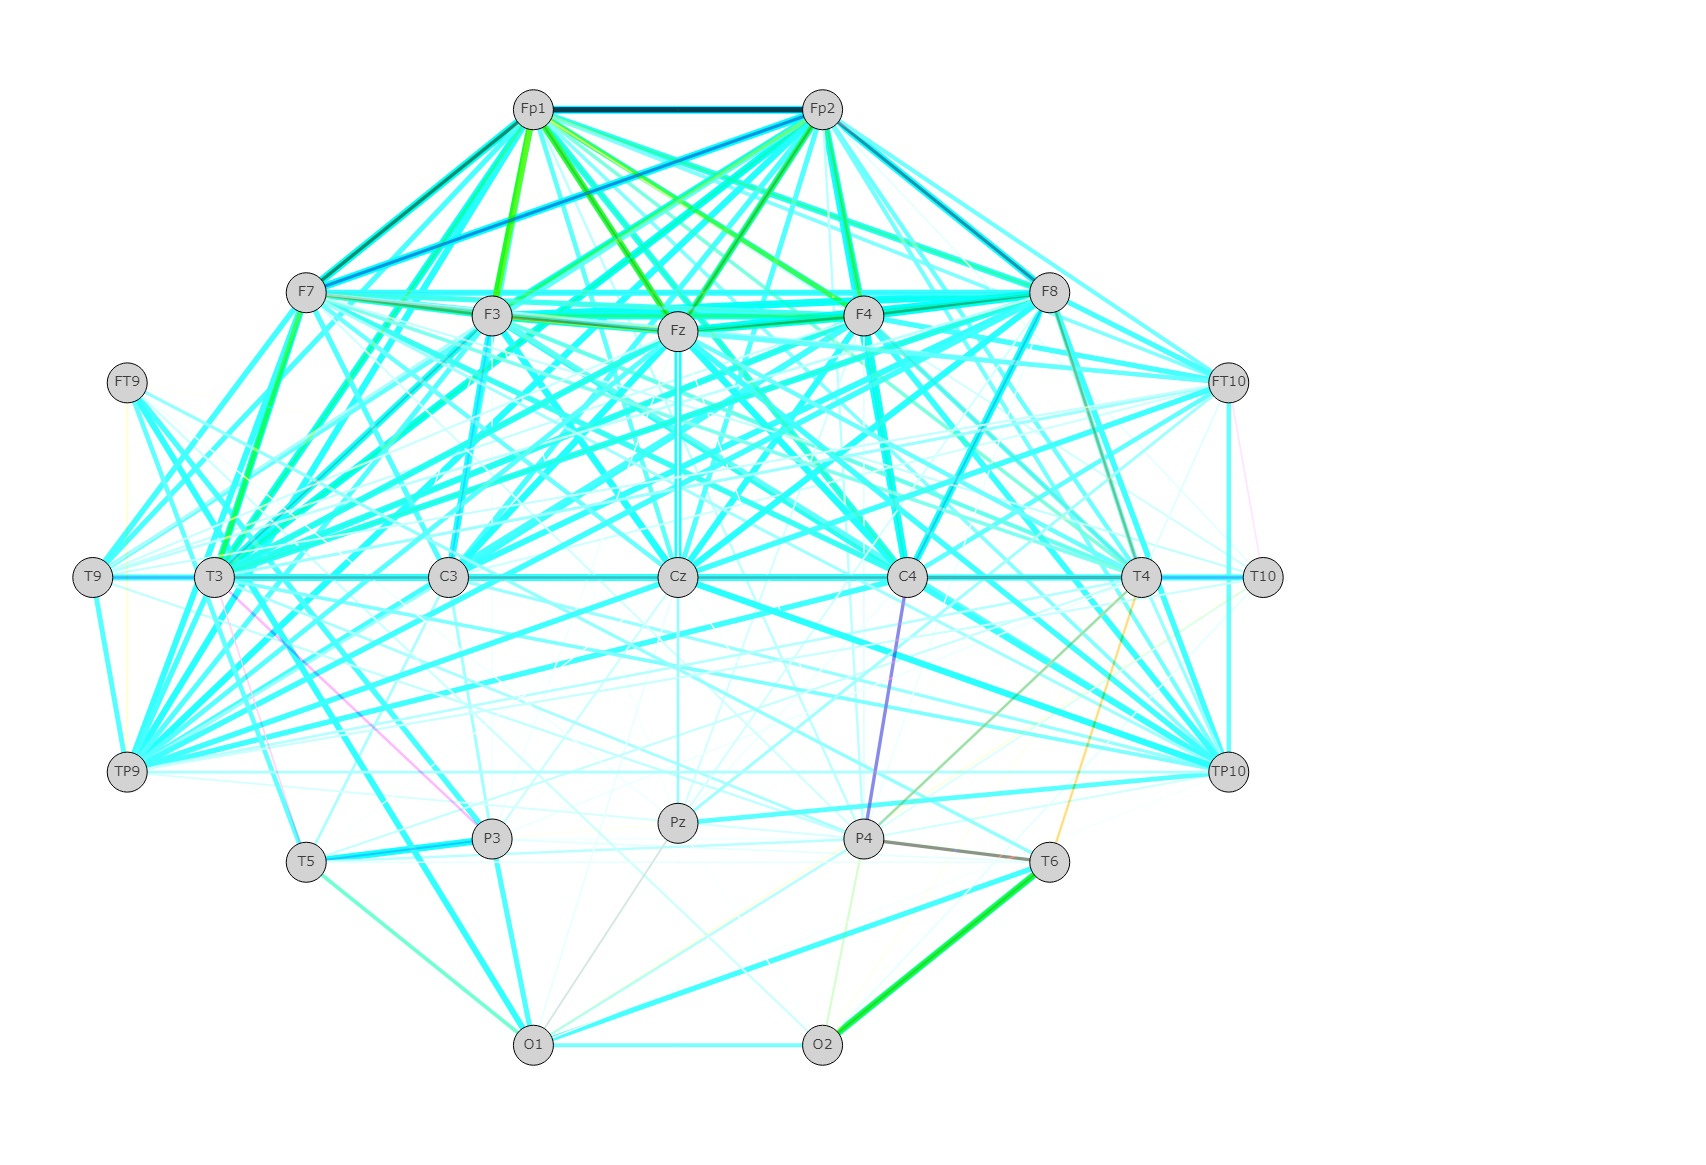 Fp1 Fp2
F7 F3 Fz F4 F8
FT9 FT10
T9 T3 C3 Cz C4 T4 T10
TP9 TP10
T5 P3 Pz P4 T6
O1 O2